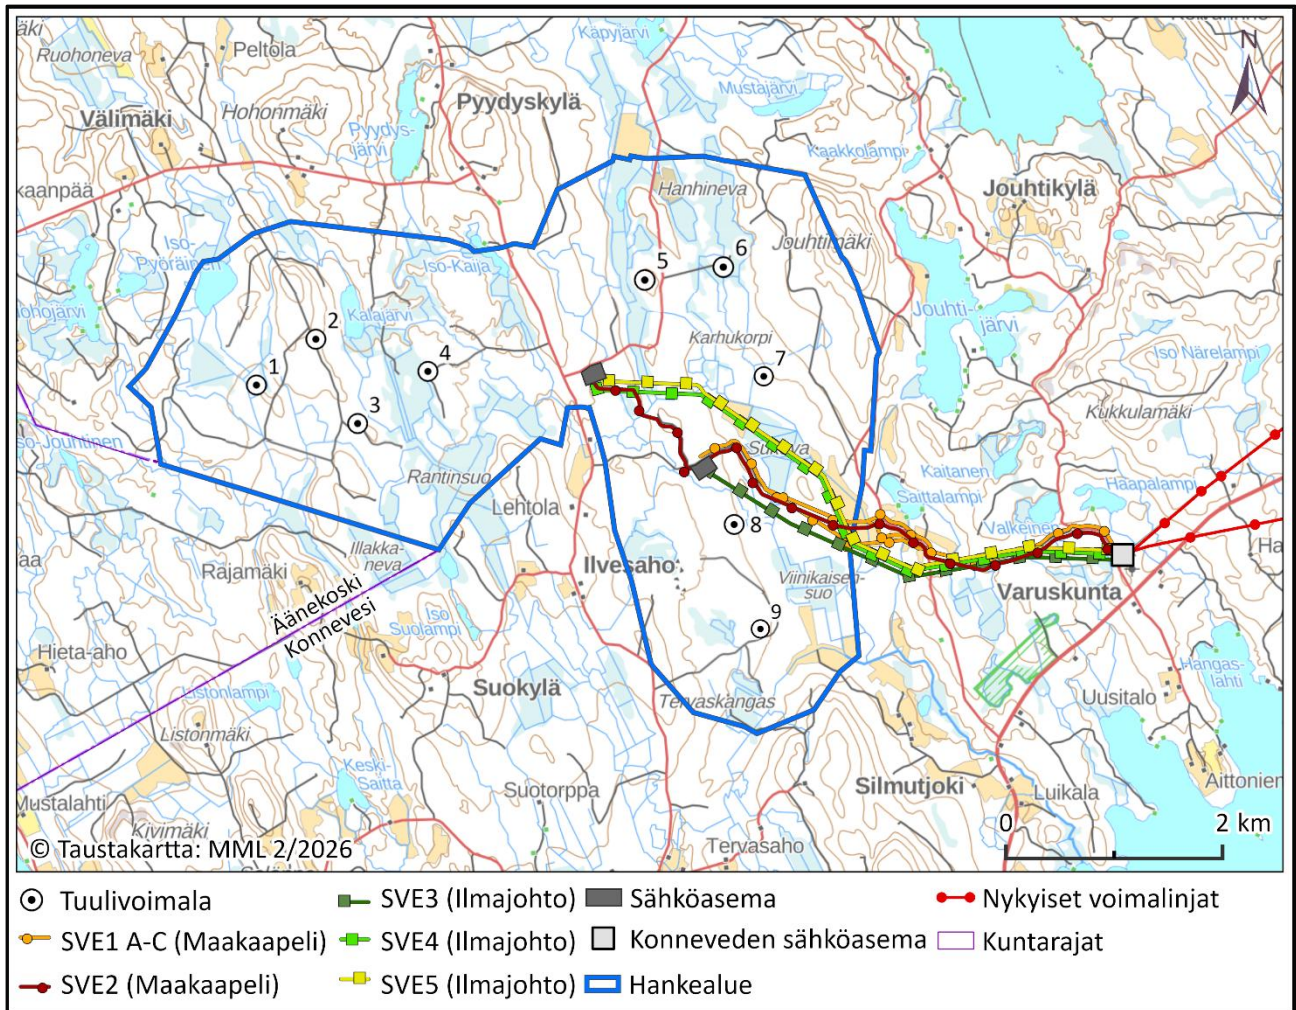 äki
Ruohoneva
Peltola
Käpyjärvi
N
Välimäki
Hohonmäki
Pyydyskylä
Mustajärvi
Pyydys-
järvi
Kaakkolampi
kaanpää
Hanhineva
Jouhtikylä
Iso-
Pyöräinen
Iso-Kaija
Jouhtimäki
5
6
Kalajärvi
Jouhti-
järvi
2
Karhukorpi
Iso Närelampi
1
4
7
3
Kukkulamäki
so-Jouhtinen
Rantinsuo
Kaitanen
Saittalampi
Haapalampi
Lehtola
8
Valkeinen
Illakka-
neva
Ilvesaho
Rajamäki
Viinikaisen-
suo
Varuskunta
Äänekoski
Konnevesi
Iso
Suolampi
9
Hieta-aho
Hangas-
lahti
Suokylä
Listonlampi
Tervaskangas
Uusitalo
Listonmäki
Keski-
Saitta
Silmutjoki
Aittonien
Suotorppa
Luikala
Mustalahti
Kivimäki
0
2 km
Tervasaho
© Taustakartta: MML 2/2026
Tuulivoimala
SVE3 (Ilmajohto)
Sähköasema
Nykyiset voimalinjat
SVE1 A-C (Maakaapeli)
SVE4 (Ilmajohto)
Konneveden sähköasema
Kuntarajat
SVE2 (Maakaapeli)
SVE5 (Ilmajohto)
Hankealue